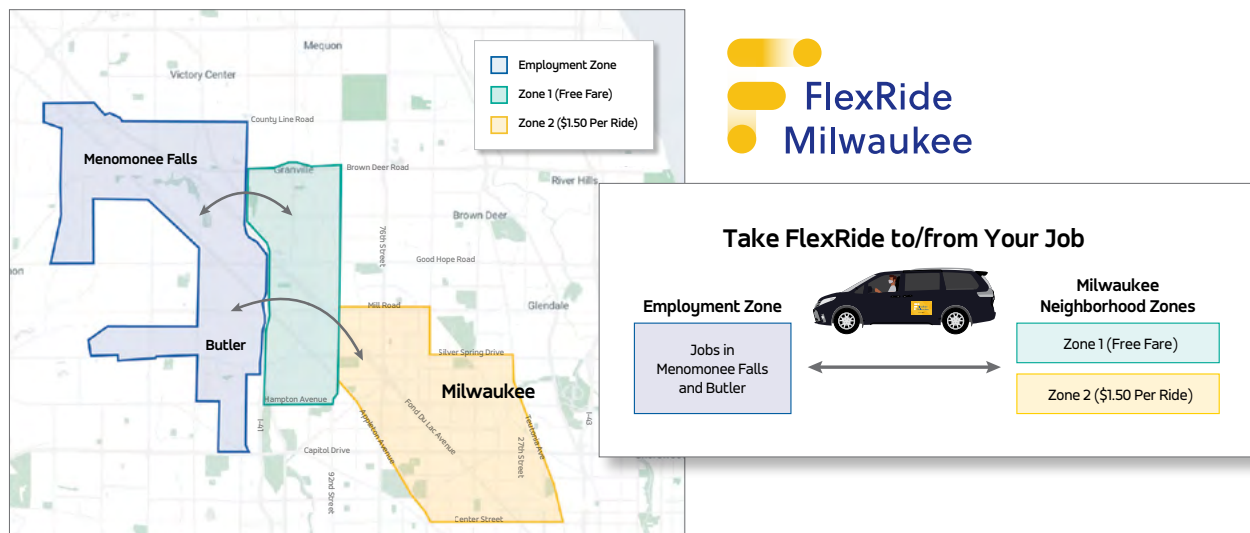 Mequon
Victory Center
Employment Zone
Zone 1 (Free Fare)
Zone 2 ($1.50 Per Ride)
County Line Road
Menomonee Falls
Granville
Brown Deer Road
River Hills
Brown Deer
76th Street
Good Hope Road
Mill Road
Glendale
Butler
Silver Spring Drive
Milwaukee
Hampton Avenue
I-41
Appleton Avenue
Fond Du Lac Avenue
Teutonia Ave
27th Street
I-43
Capitol Drive
92nd Street
Center Street
FlexRide
Milwaukee
Take FlexRide to/from Your Job
Employment Zone
Jobs in
Menomonee Falls
and Butler
Milwaukee
Neighborhood Zones
Zone 1 (Free Fare)
Zone 2 ($1.50 Per Ride)